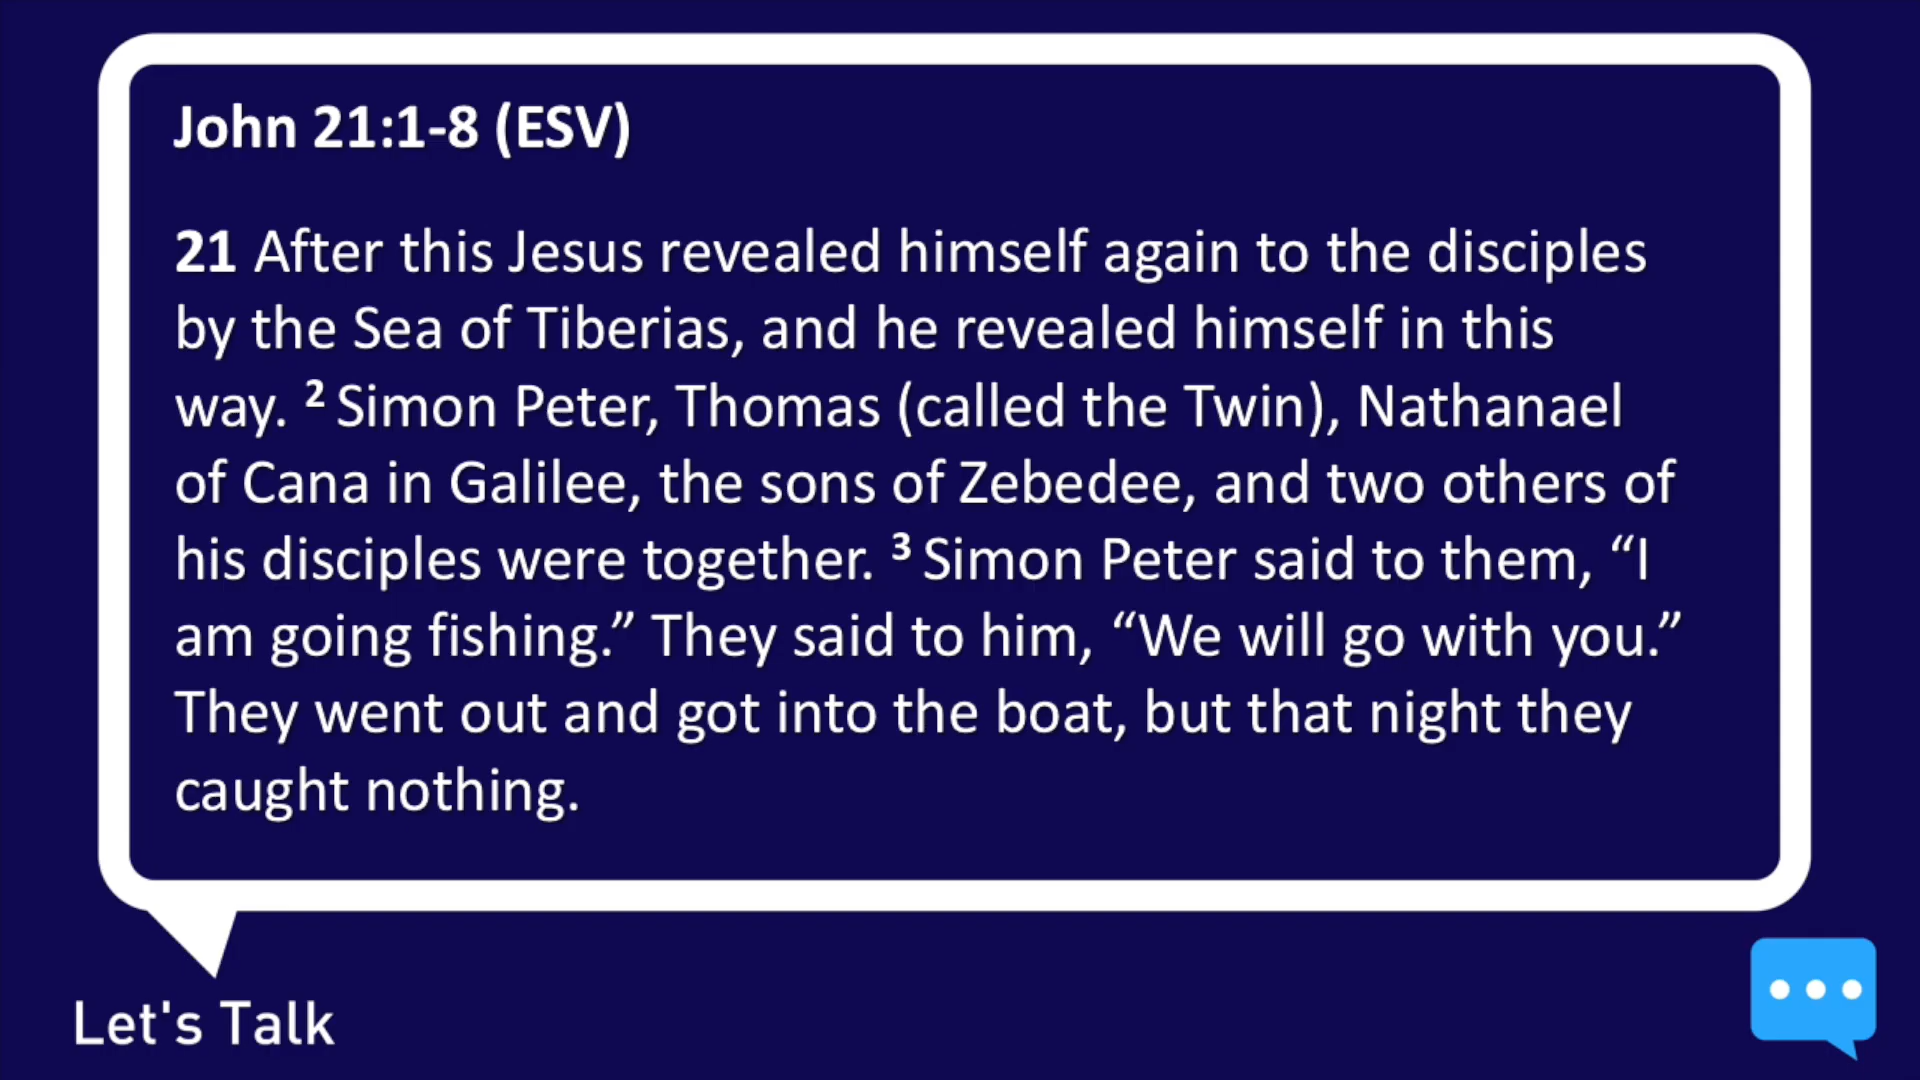 John 21:1-8 (ESV)
21 After this Jesus revealed himself again to the disciples
by the Sea of Tiberias, and he revealed himself in this
way. 2 Simon Peter, Thomas (called the Twin), Nathanael
of Cana in Galilee, the sons of Zebedee, and two others of
his disciples were together. 3 Simon Peter said to them, “I
am going fishing.” They said to him, “We will go with you.”
They went out and got into the boat, but that night they
caught nothing.
Let's Talk